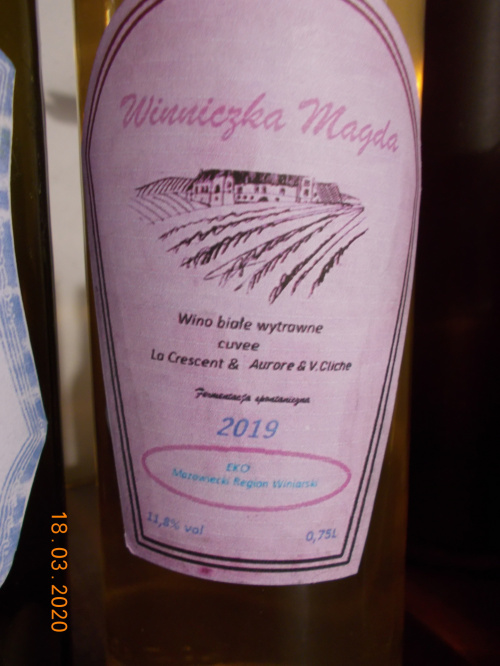 Winniczka Magda
Wino białe wytrawne
cuvee
La Crescent & Aurore & V.Cliche
Fermentacja spontaniczna
2019
EKO
Mazowiecki Region Winiarski
11,8% vol
0,75L
18.03.2020